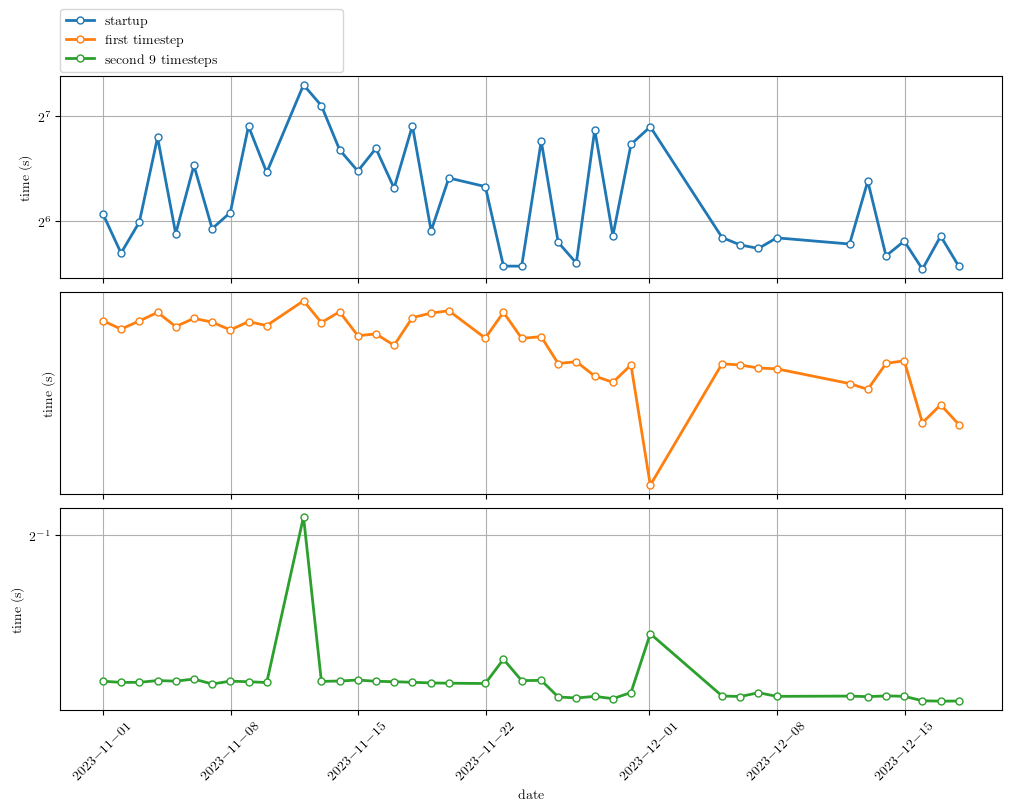 startup
first timestep
second 9 timesteps
2^7
2^6
time (s)
time (s)
2^−1
time (s)
2023−11−01
2023−11−08
2023−11−15
2023−11−22
2023−12−01
2023−12−08
2023−12−15
date